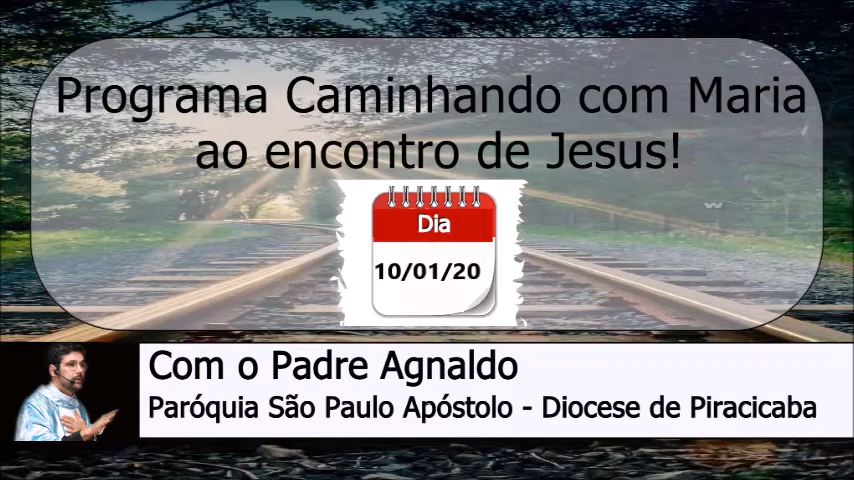 Programa Caminhando com Maria
ao encontro de Jesus!
Dia
10/01/20
Com o Padre Agnaldo
Paróquia São Paulo Apóstolo - Diocese de Piracicaba